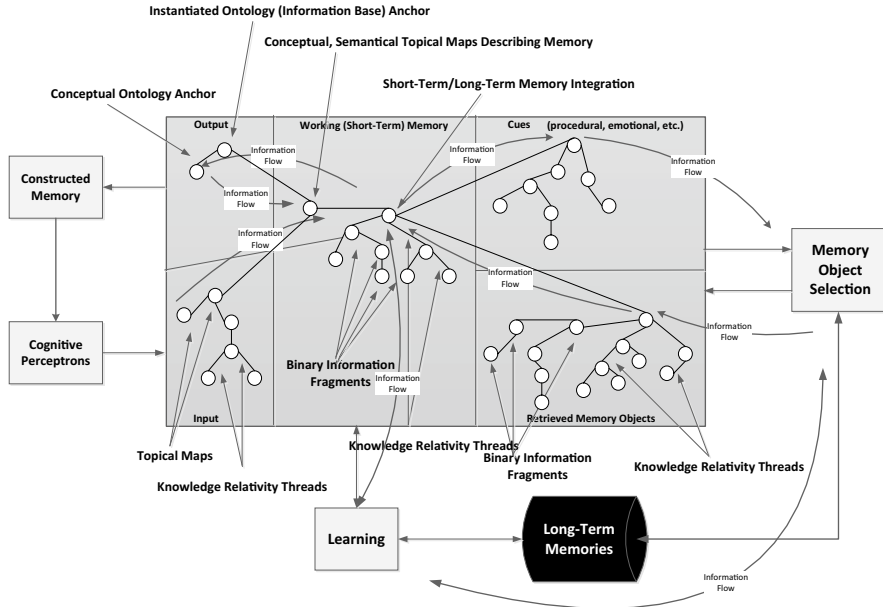 Instantiated Ontology (Information Base) Anchor
Conceptual, Semantical Topical Maps Describing Memory
Short-Term/Long-Term Memory Integration
Conceptual Ontology Anchor
Output
Working (Short-Term) Memory
Cues (procedural, emotional, etc.)
Information
Flow
Information
Flow
Information
Flow
Information
Flow
Constructed
Memory
Information
Flow
Memory
Object
Selection
Information
Flow
Information
Flow
Cognitive
Perceptrons
Binary Information
Fragments
Information
Flow
Input
Retrieved Memory Objects
Topical Maps
Knowledge Relativity Threads
Binary Information
Fragments
Knowledge Relativity Threads
Knowledge Relativity Threads
Learning
Long-Term
Memories
Information
Flow